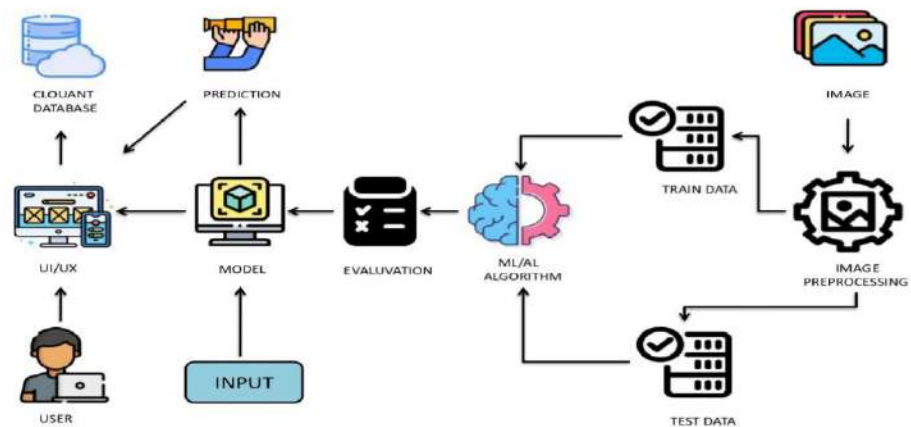 CLOUANT
DATABASE
PREDICTION
IMAGE
TRAIN DATA
UI/UX
MODEL
EVALUVATION
ML/AL
ALGORITHM
IMAGE
PREPROCESSING
INPUT
USER
TEST DATA